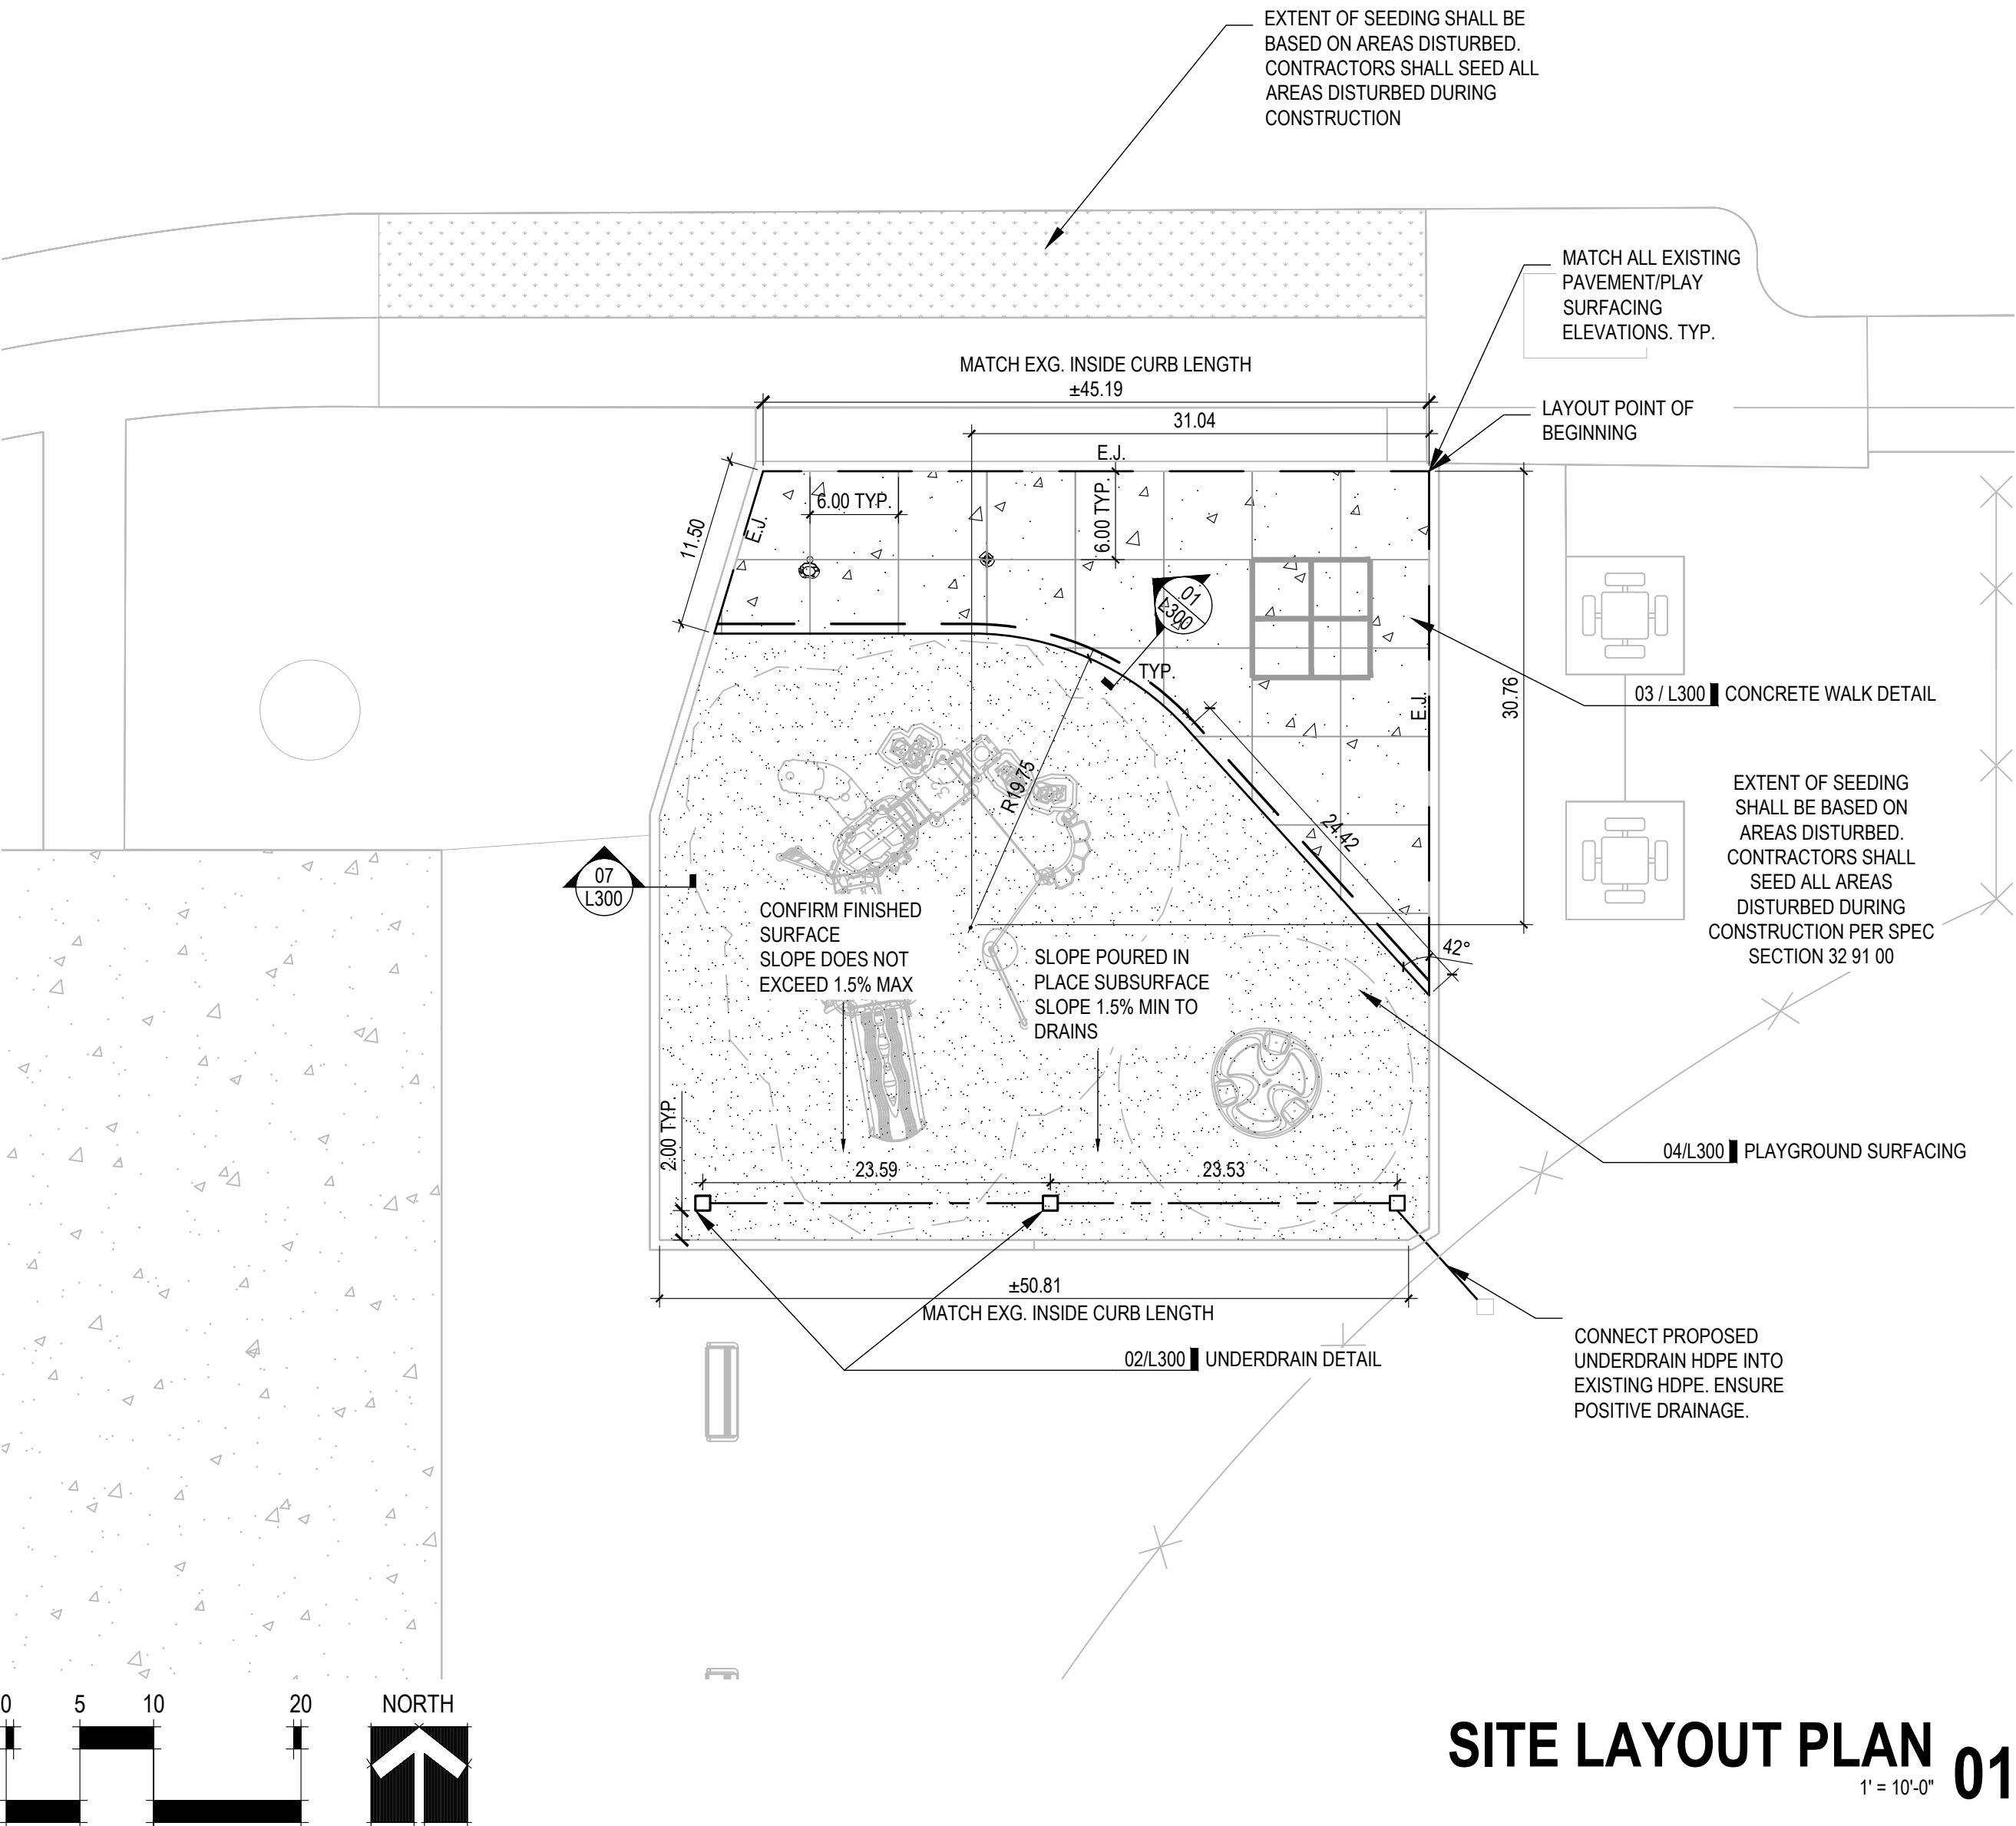 EXTENT OF SEEDING SHALL BE
BASED ON AREAS DISTURBED.
CONTRACTORS SHALL SEED ALL
AREAS DISTURBED DURING
CONSTRUCTION
MATCH ALL EXISTING
PAVEMENT/PLAY
SURFACING
ELEVATIONS. TYP.
MATCH EXG. INSIDE CURB LENGTH
±45.19
LAYOUT POINT OF
BEGINNING
31.04
E.J.
11.50
E.J.
6.00 TYP.
6.00 TYP.
01
L300
TYP.
30.76
E.J.
03 / L300 CONCRETE WALK DETAIL
R19.75
24.42
EXTENT OF SEEDING
SHALL BE BASED ON
AREAS DISTURBED.
CONTRACTORS SHALL
SEED ALL AREAS
DISTURBED DURING
CONSTRUCTION PER SPEC
SECTION 32 91 00
07
L300
CONFIRM FINISHED
SURFACE
SLOPE DOES NOT
EXCEED 1.5% MAX
SLOPE POURED IN
PLACE SUBSURFACE
SLOPE 1.5% MIN TO
DRAINS
42°
2.00 TYP.
04/L300 PLAYGROUND SURFACING
23.59
23.53
±50.81
MATCH EXG. INSIDE CURB LENGTH
02/L300 UNDERDRAIN DETAIL
CONNECT PROPOSED
UNDERDRAIN HDPE INTO
EXISTING HDPE. ENSURE
POSITIVE DRAINAGE.
0 5 10 20
NORTH
SITE LAYOUT PLAN 01
1' = 10'-0"